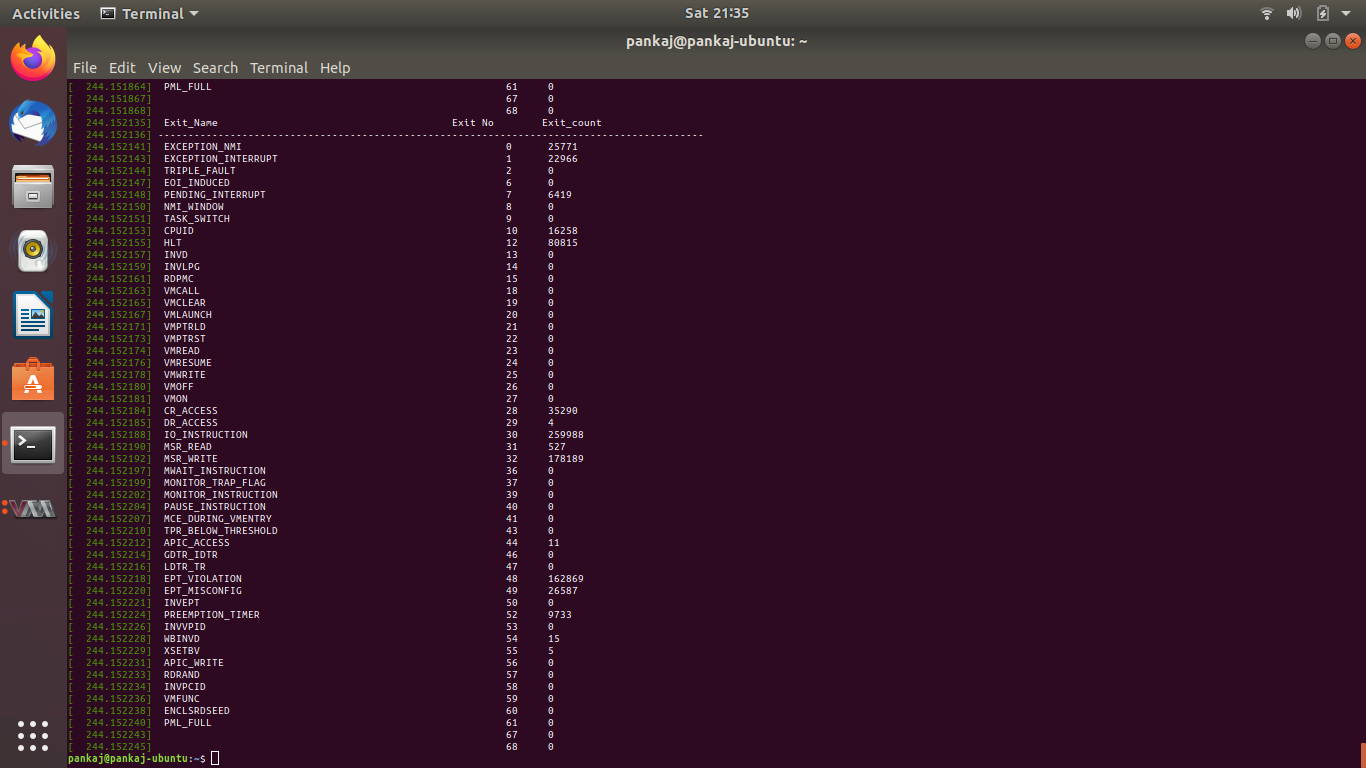 Activities Terminal Sat 21:35
pankaj@pankaj-ubuntu: ~
File Edit View Search Terminal Help
[ 244.151864] PML_FULL 61 0
[ 244.151867] 67 0
[ 244.151868] 68 0
[ 244.152135] Exit_Name Exit No Exit_count
[ 244.152136] -------------------------------------------------------------------------------------------
[ 244.152141] EXCEPTION_NMI 0 25771
[ 244.152143] EXCEPTION_INTERRUPT 1 22966
[ 244.152144] TRIPLE_FAULT 2 0
[ 244.152147] EOI_INDUCED 6 0
[ 244.152148] PENDING_INTERRUPT 7 6419
[ 244.152150] NMI_WINDOW 8 0
[ 244.152151] TASK_SWITCH 9 0
[ 244.152153] CPUID 10 16258
[ 244.152155] HLT 12 80815
[ 244.152157] INVD 13 0
[ 244.152159] INVLPG 14 0
[ 244.152161] RDPMC 15 0
[ 244.152163] VMCALL 18 0
[ 244.152165] VMCLEAR 19 0
[ 244.152167] VMLAUNCH 20 0
[ 244.152171] VMPTRLD 21 0
[ 244.152173] VMPTRST 22 0
[ 244.152174] VMREAD 23 0
[ 244.152176] VMRESUME 24 0
[ 244.152178] VMWRITE 25 0
[ 244.152180] VMOFF 26 0
[ 244.152181] VMON 27 0
[ 244.152184] CR_ACCESS 28 35290
[ 244.152185] DR_ACCESS 29 4
[ 244.152188] IO_INSTRUCTION 30 259988
[ 244.152190] MSR_READ 31 527
[ 244.152192] MSR_WRITE 32 178189
[ 244.152197] MWAIT_INSTRUCTION 36 0
[ 244.152199] MONITOR_TRAP_FLAG 37 0
[ 244.152202] MONITOR_INSTRUCTION 39 0
[ 244.152204] PAUSE_INSTRUCTION 40 0
[ 244.152207] MCE_DURING_VMENTRY 41 0
[ 244.152210] TPR_BELOW_THRESHOLD 43 0
[ 244.152212] APIC_ACCESS 44 11
[ 244.152214] GDTR_IDTR 46 0
[ 244.152216] LDTR_TR 47 0
[ 244.152218] EPT_VIOLATION 48 162869
[ 244.152220] EPT_MISCONFIG 49 26587
[ 244.152221] INVEPT 50 0
[ 244.152224] PREEMPTION_TIMER 52 9733
[ 244.152226] INVVPID 53 0
[ 244.152228] WBINVD 54 15
[ 244.152229] XSETBV 55 5
[ 244.152231] APIC_WRITE 56 0
[ 244.152233] RDRAND 57 0
[ 244.152234] INVPCID 58 0
[ 244.152236] VMFUNC 59 0
[ 244.152238] ENCLSRDSEED 60 0
[ 244.152240] PML_FULL 61 0
[ 244.152243] 67 0
[ 244.152245] 68 0
pankaj@pankaj-ubuntu:~$